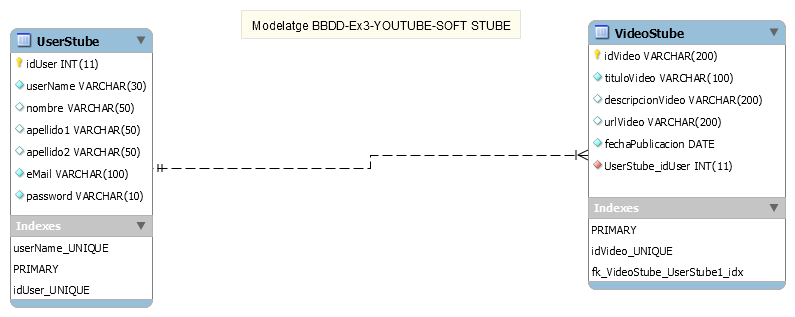 Modelatge BBDD-Ex3-YOUTUBE-SOFT STUBE
UserStube
idUser INT(11)
userName VARCHAR(30)
nombre VARCHAR(50)
apellido1 VARCHAR(50)
apellido2 VARCHAR(50)
eMail VARCHAR(100)
password VARCHAR(10)
Indexes
userName_UNIQUE
PRIMARY
idUser_UNIQUE
VideoStube
idVideo VARCHAR(200)
tituloVideo VARCHAR(100)
descripcionVideo VARCHAR(200)
urlVideo VARCHAR(200)
fechaPublicacion DATE
UserStube_idUser INT(11)
Indexes
PRIMARY
idVideo_UNIQUE
fk_VideoStube_UserStube1_idx